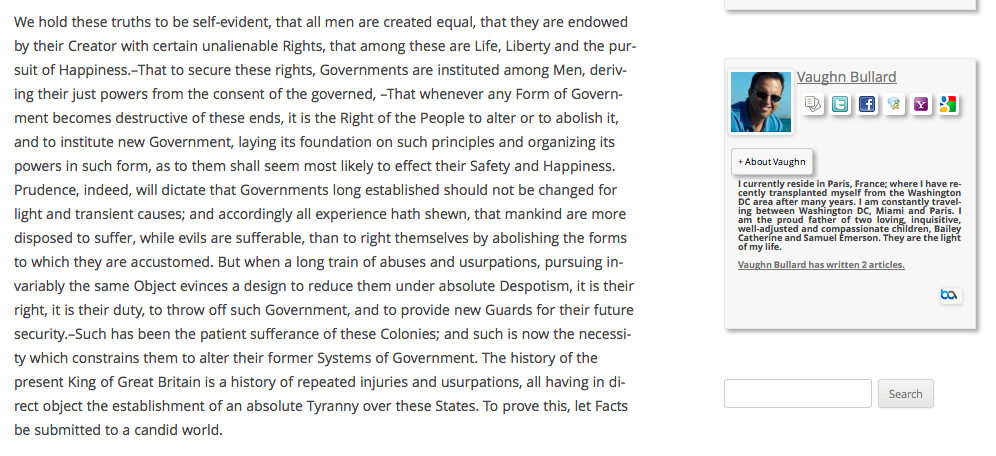 We hold these truths to be self-evident, that all men are created equal, that they are endowed
by their Creator with certain unalienable Rights, that among these are Life, Liberty and the pur-
suit of Happiness.–That to secure these rights, Governments are instituted among Men, deriv-
ing their just powers from the consent of the governed, –That whenever any Form of Govern-
ment becomes destructive of these ends, it is the Right of the People to alter or to abolish it,
and to institute new Government, laying its foundation on such principles and organizing its
powers in such form, as to them shall seem most likely to effect their Safety and Happiness.
Prudence, indeed, will dictate that Governments long established should not be changed for
light and transient causes; and accordingly all experience hath shewn, that mankind are more
disposed to suffer, while evils are sufferable, than to right themselves by abolishing the forms
to which they are accustomed. But when a long train of abuses and usurpations, pursuing in-
variably the same Object evinces a design to reduce them under absolute Despotism, it is their
right, it is their duty, to throw off such Government, and to provide new Guards for their future
security.–Such has been the patient sufferance of these Colonies; and such is now the necessi-
ty which constrains them to alter their former Systems of Government. The history of the
present King of Great Britain is a history of repeated injuries and usurpations, all having in di-
rect object the establishment of an absolute Tyranny over these States. To prove this, let Facts
be submitted to a candid world.
Vaughn Bullard
+ About Vaughn
I currently reside in Paris, France; where I have re-
cently transplanted myself from the Washington
DC area after many years. I am constantly travel-
ing between Washington DC, Miami and Paris. I
am the proud father of two loving, inquisitive,
well-adjusted and compassionate children, Bailey
Catherine and Samuel Emerson. They are the light
of my life.
Vaughn Bullard has written 2 articles.
ba
Search